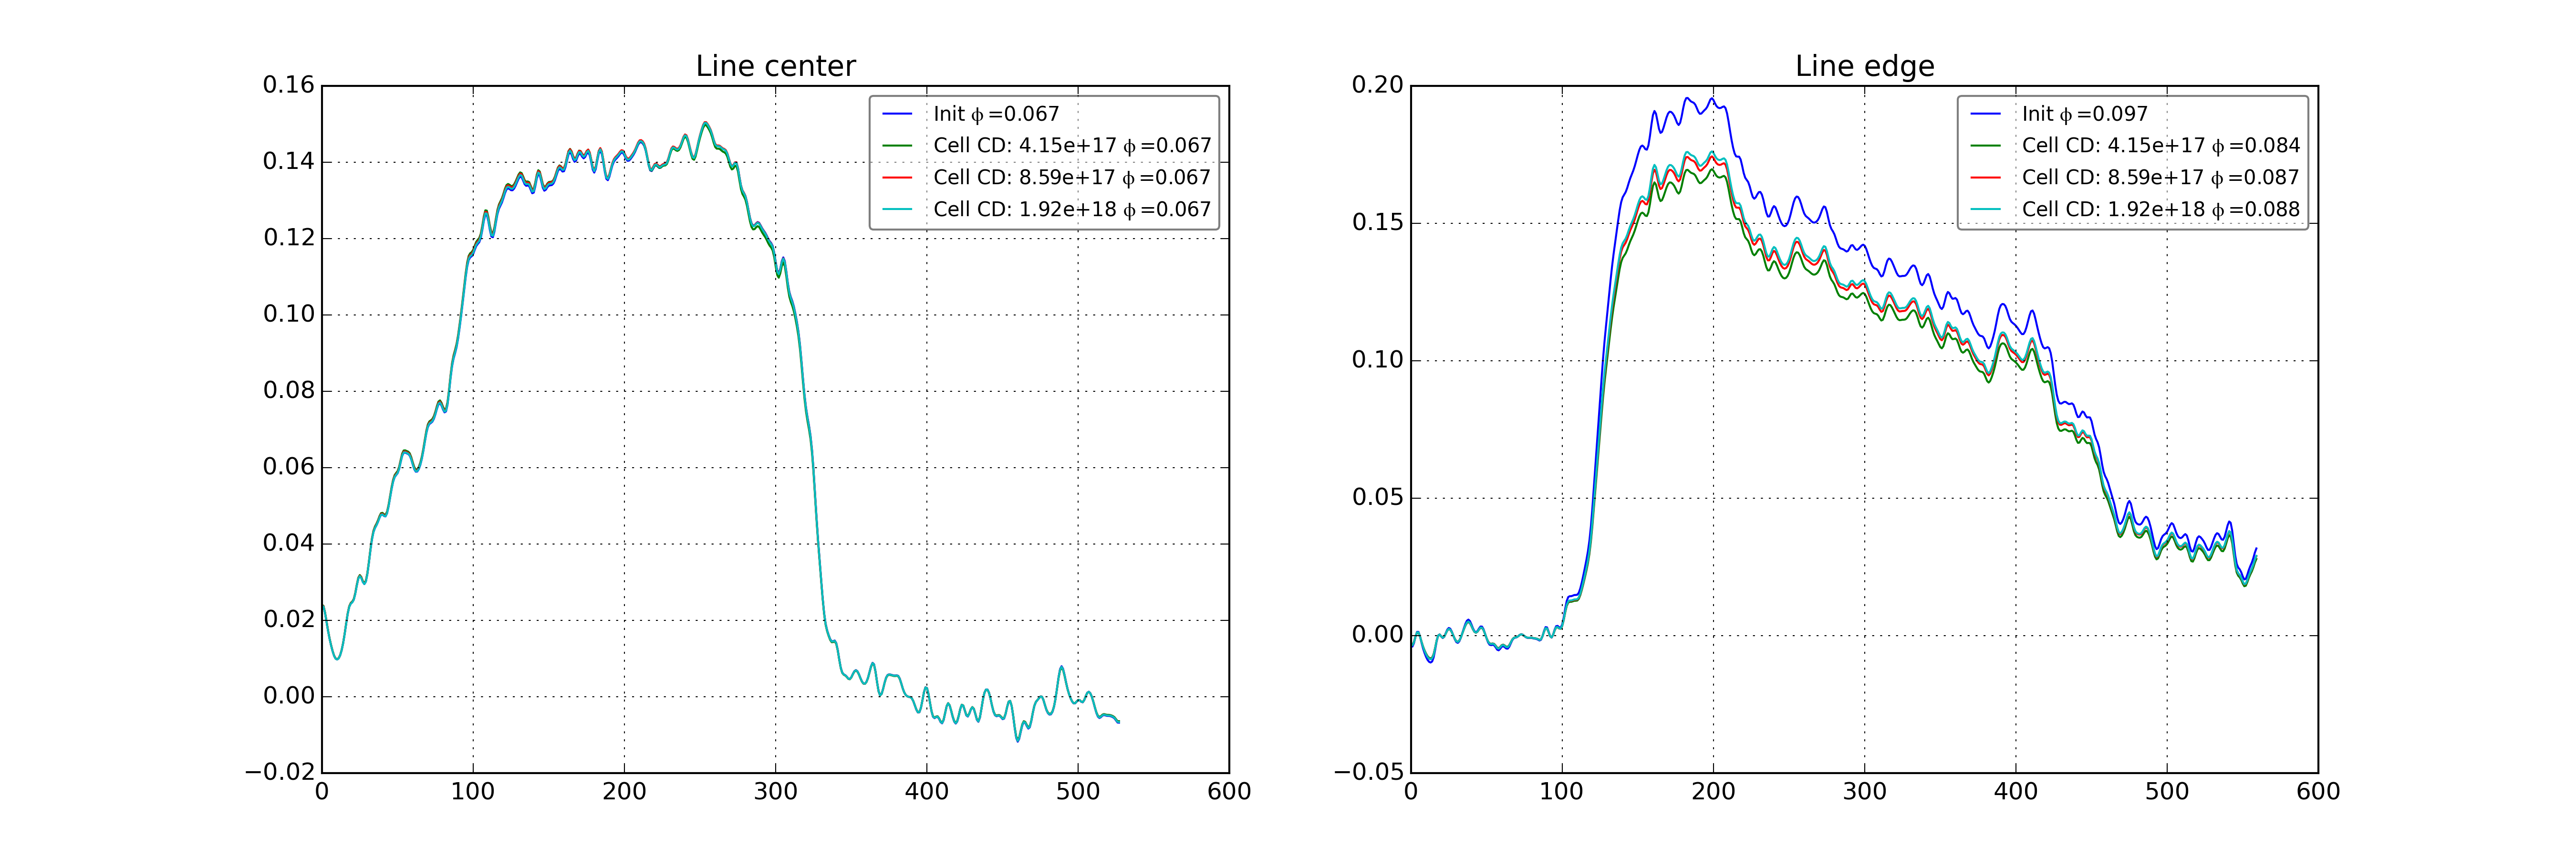 Line center
0.16
0.14
0.12
0.10
0.08
0.06
0.04
0.02
0.00
−0.02
0 100 200 300 400 500 600
Init ϕ=0.067
Cell CD: 4.15e+17 ϕ=0.067
Cell CD: 8.59e+17 ϕ=0.067
Cell CD: 1.92e+18 ϕ=0.067
Line edge
0.20
0.15
0.10
0.05
0.00
−0.05
0 100 200 300 400 500 600
Init ϕ=0.097
Cell CD: 4.15e+17 ϕ=0.084
Cell CD: 8.59e+17 ϕ=0.087
Cell CD: 1.92e+18 ϕ=0.088